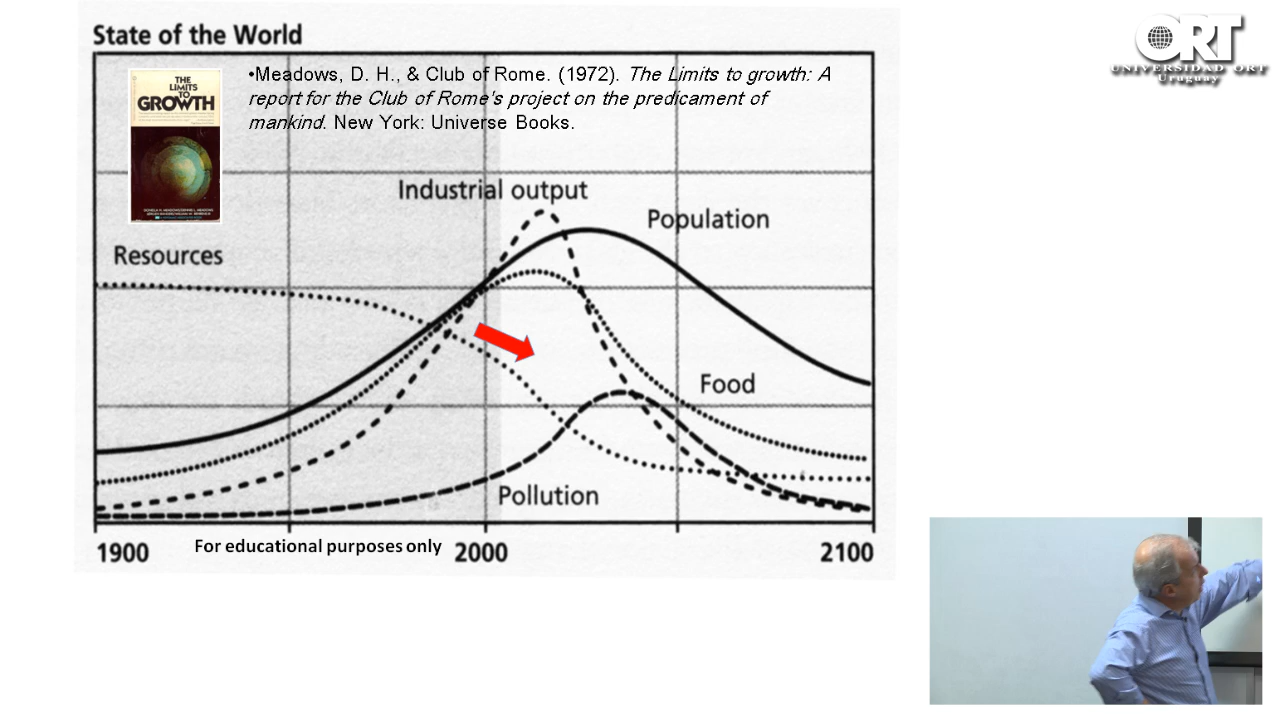 State of the World
THE
LIMITS
TO
GROWTH
•Meadows, D. H., & Club of Rome. (1972). The Limits to growth: A
report for the Club of Rome's project on the predicament of
mankind. New York: Universe Books.
ORT
UNIVERSIDAD ORT
Uruguay
Industrial output
Population
Resources
Food
Pollution
1900
For educational purposes only
2000
2100